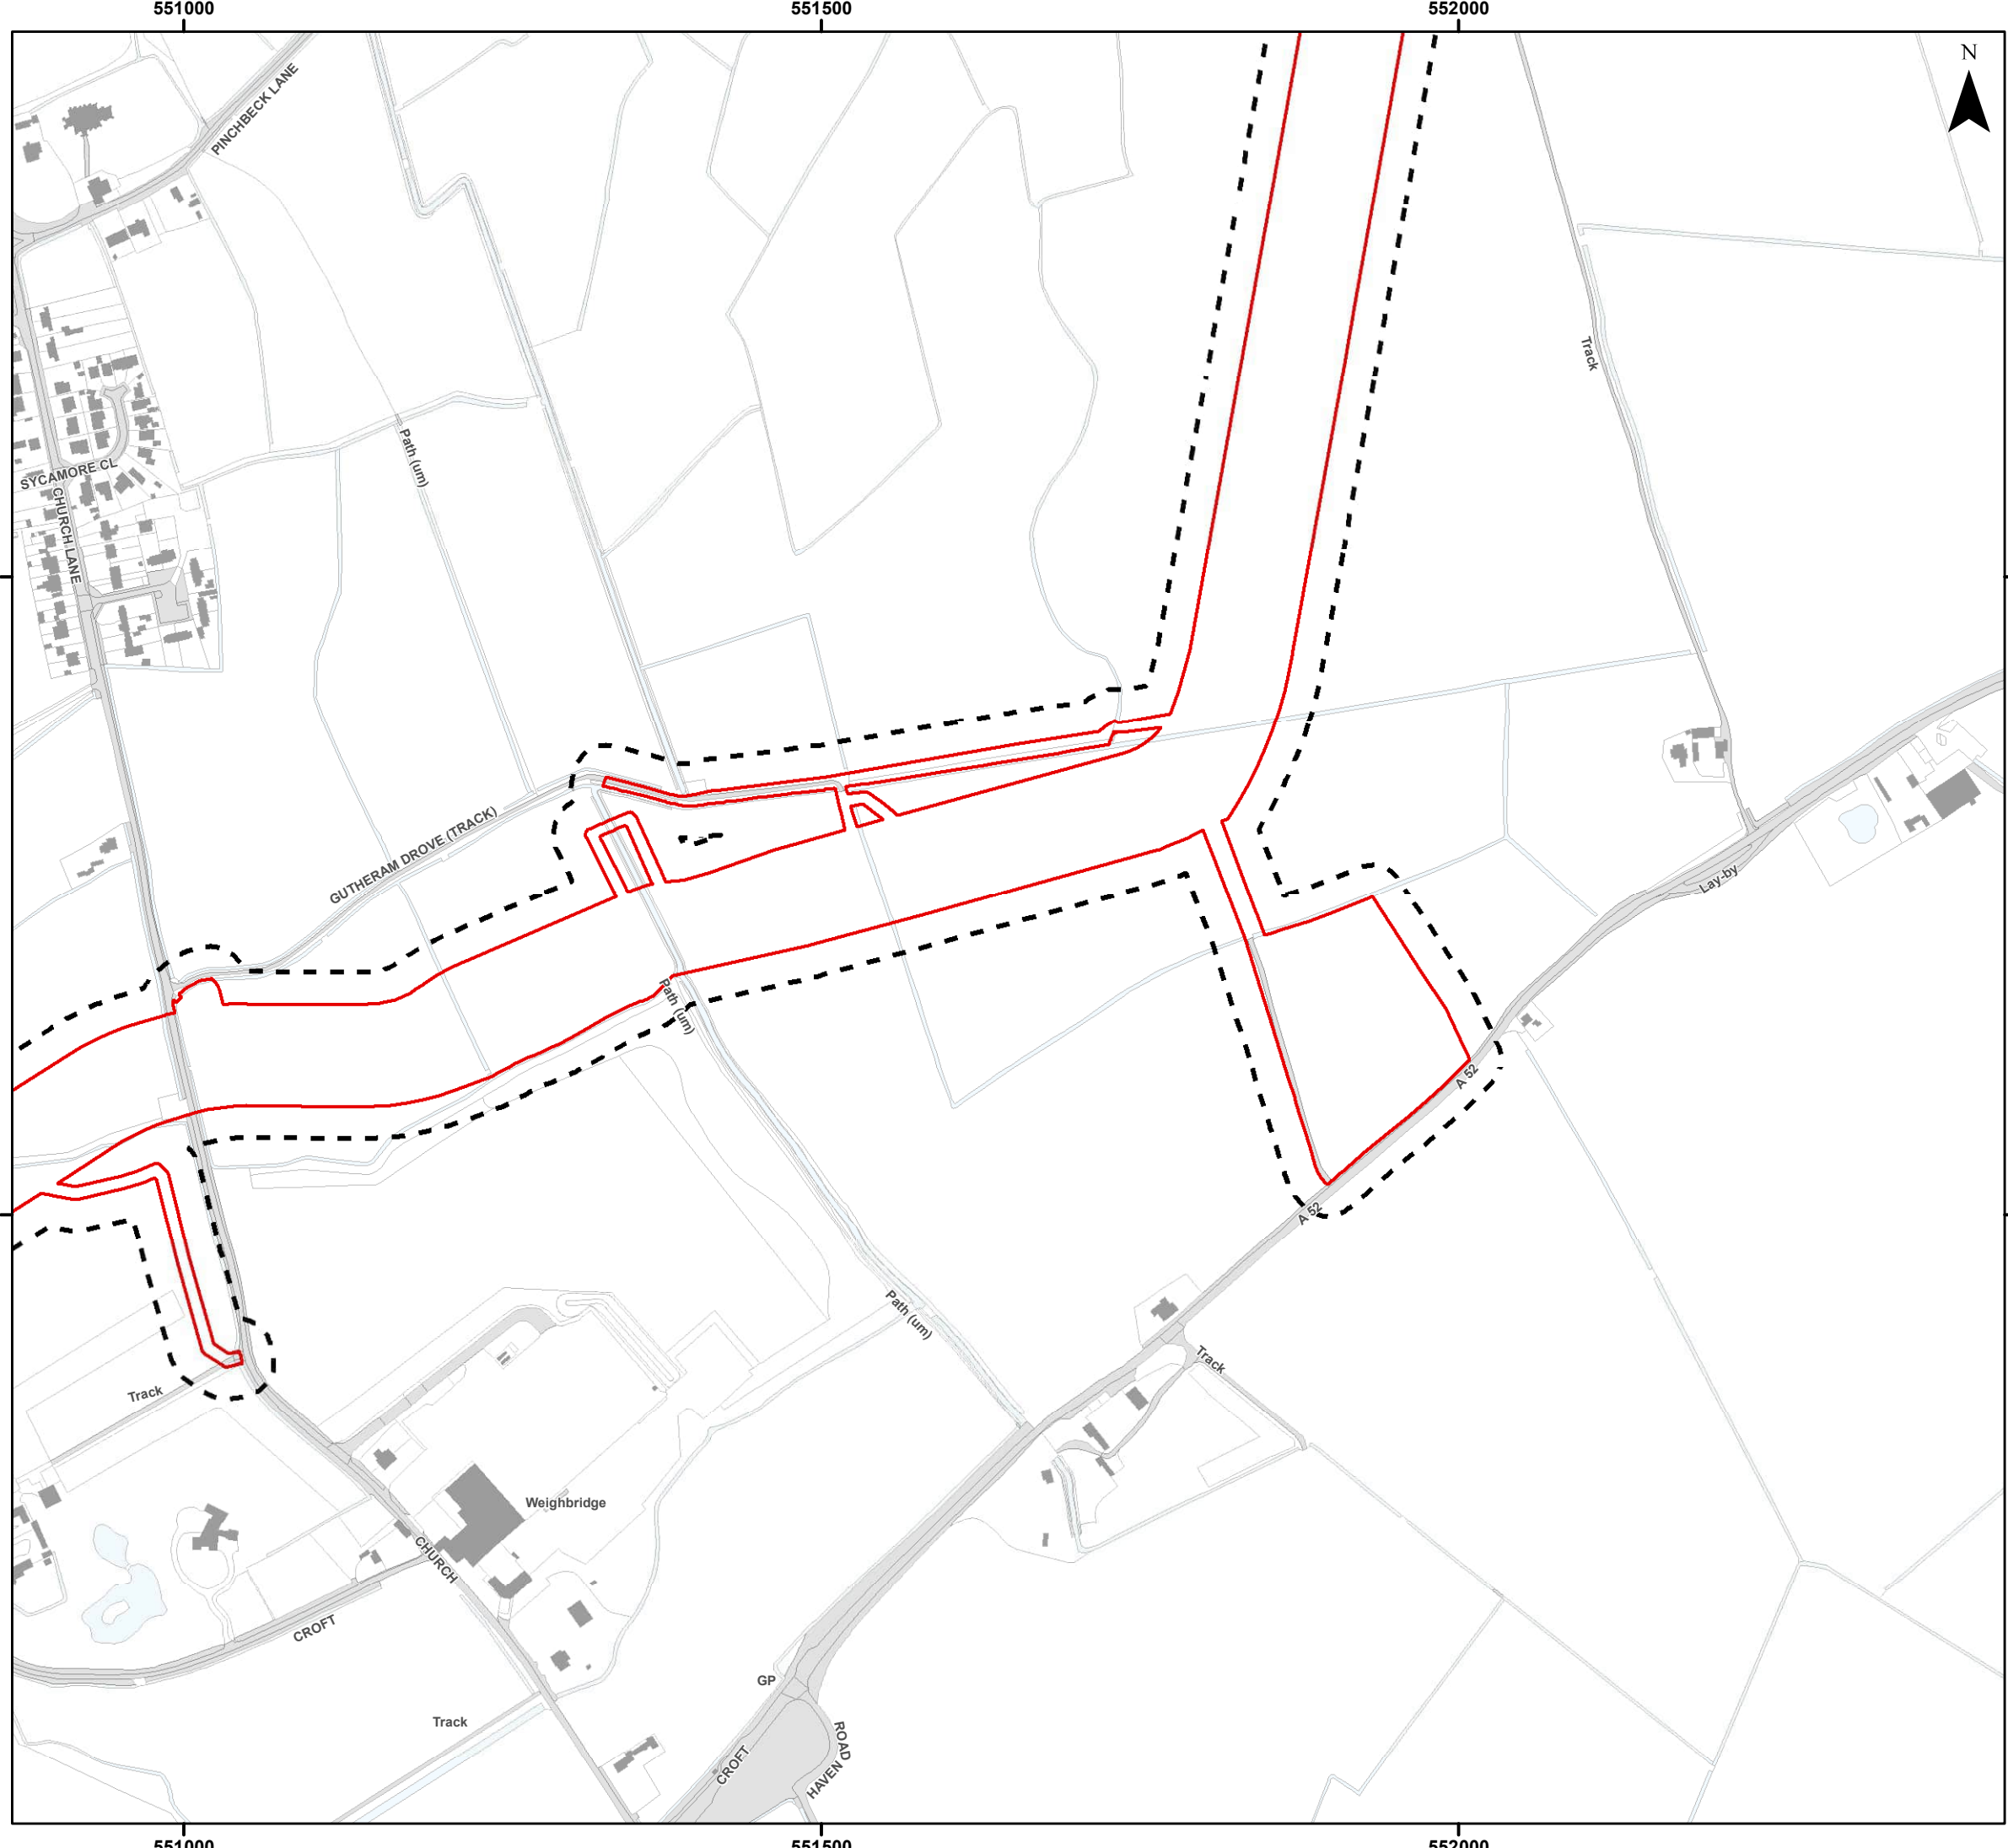 551000
551500
552000
N
PINCHBECK LANE
Track
Path (um)
SYCAMORE CL
CHURCH LANE
GUTHERAM DROVE (TRACK)
Lay-by
Path (um)
A 52
A 52
Path (um)
Track
Track
Weighbridge
CHURCH
CROFT
GP
Track
ROAD
CROFT
HAVEN
551000
551500
552000